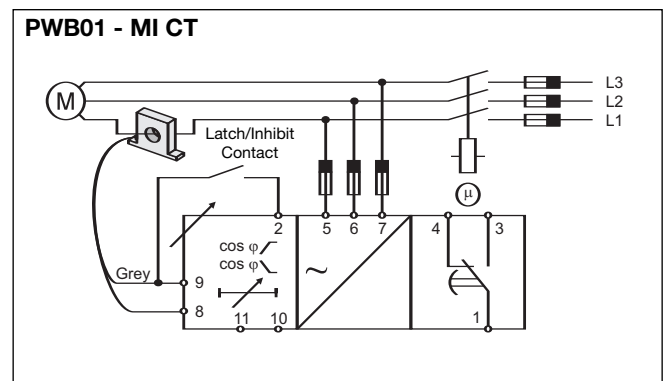 PWB01 - MI CT
L3
M
L2
L1
Latch/Inhibit
Contact
μ
2
5
6
7
4
3
cos φ
cos φ
~
Grey
9
8
11
10
1